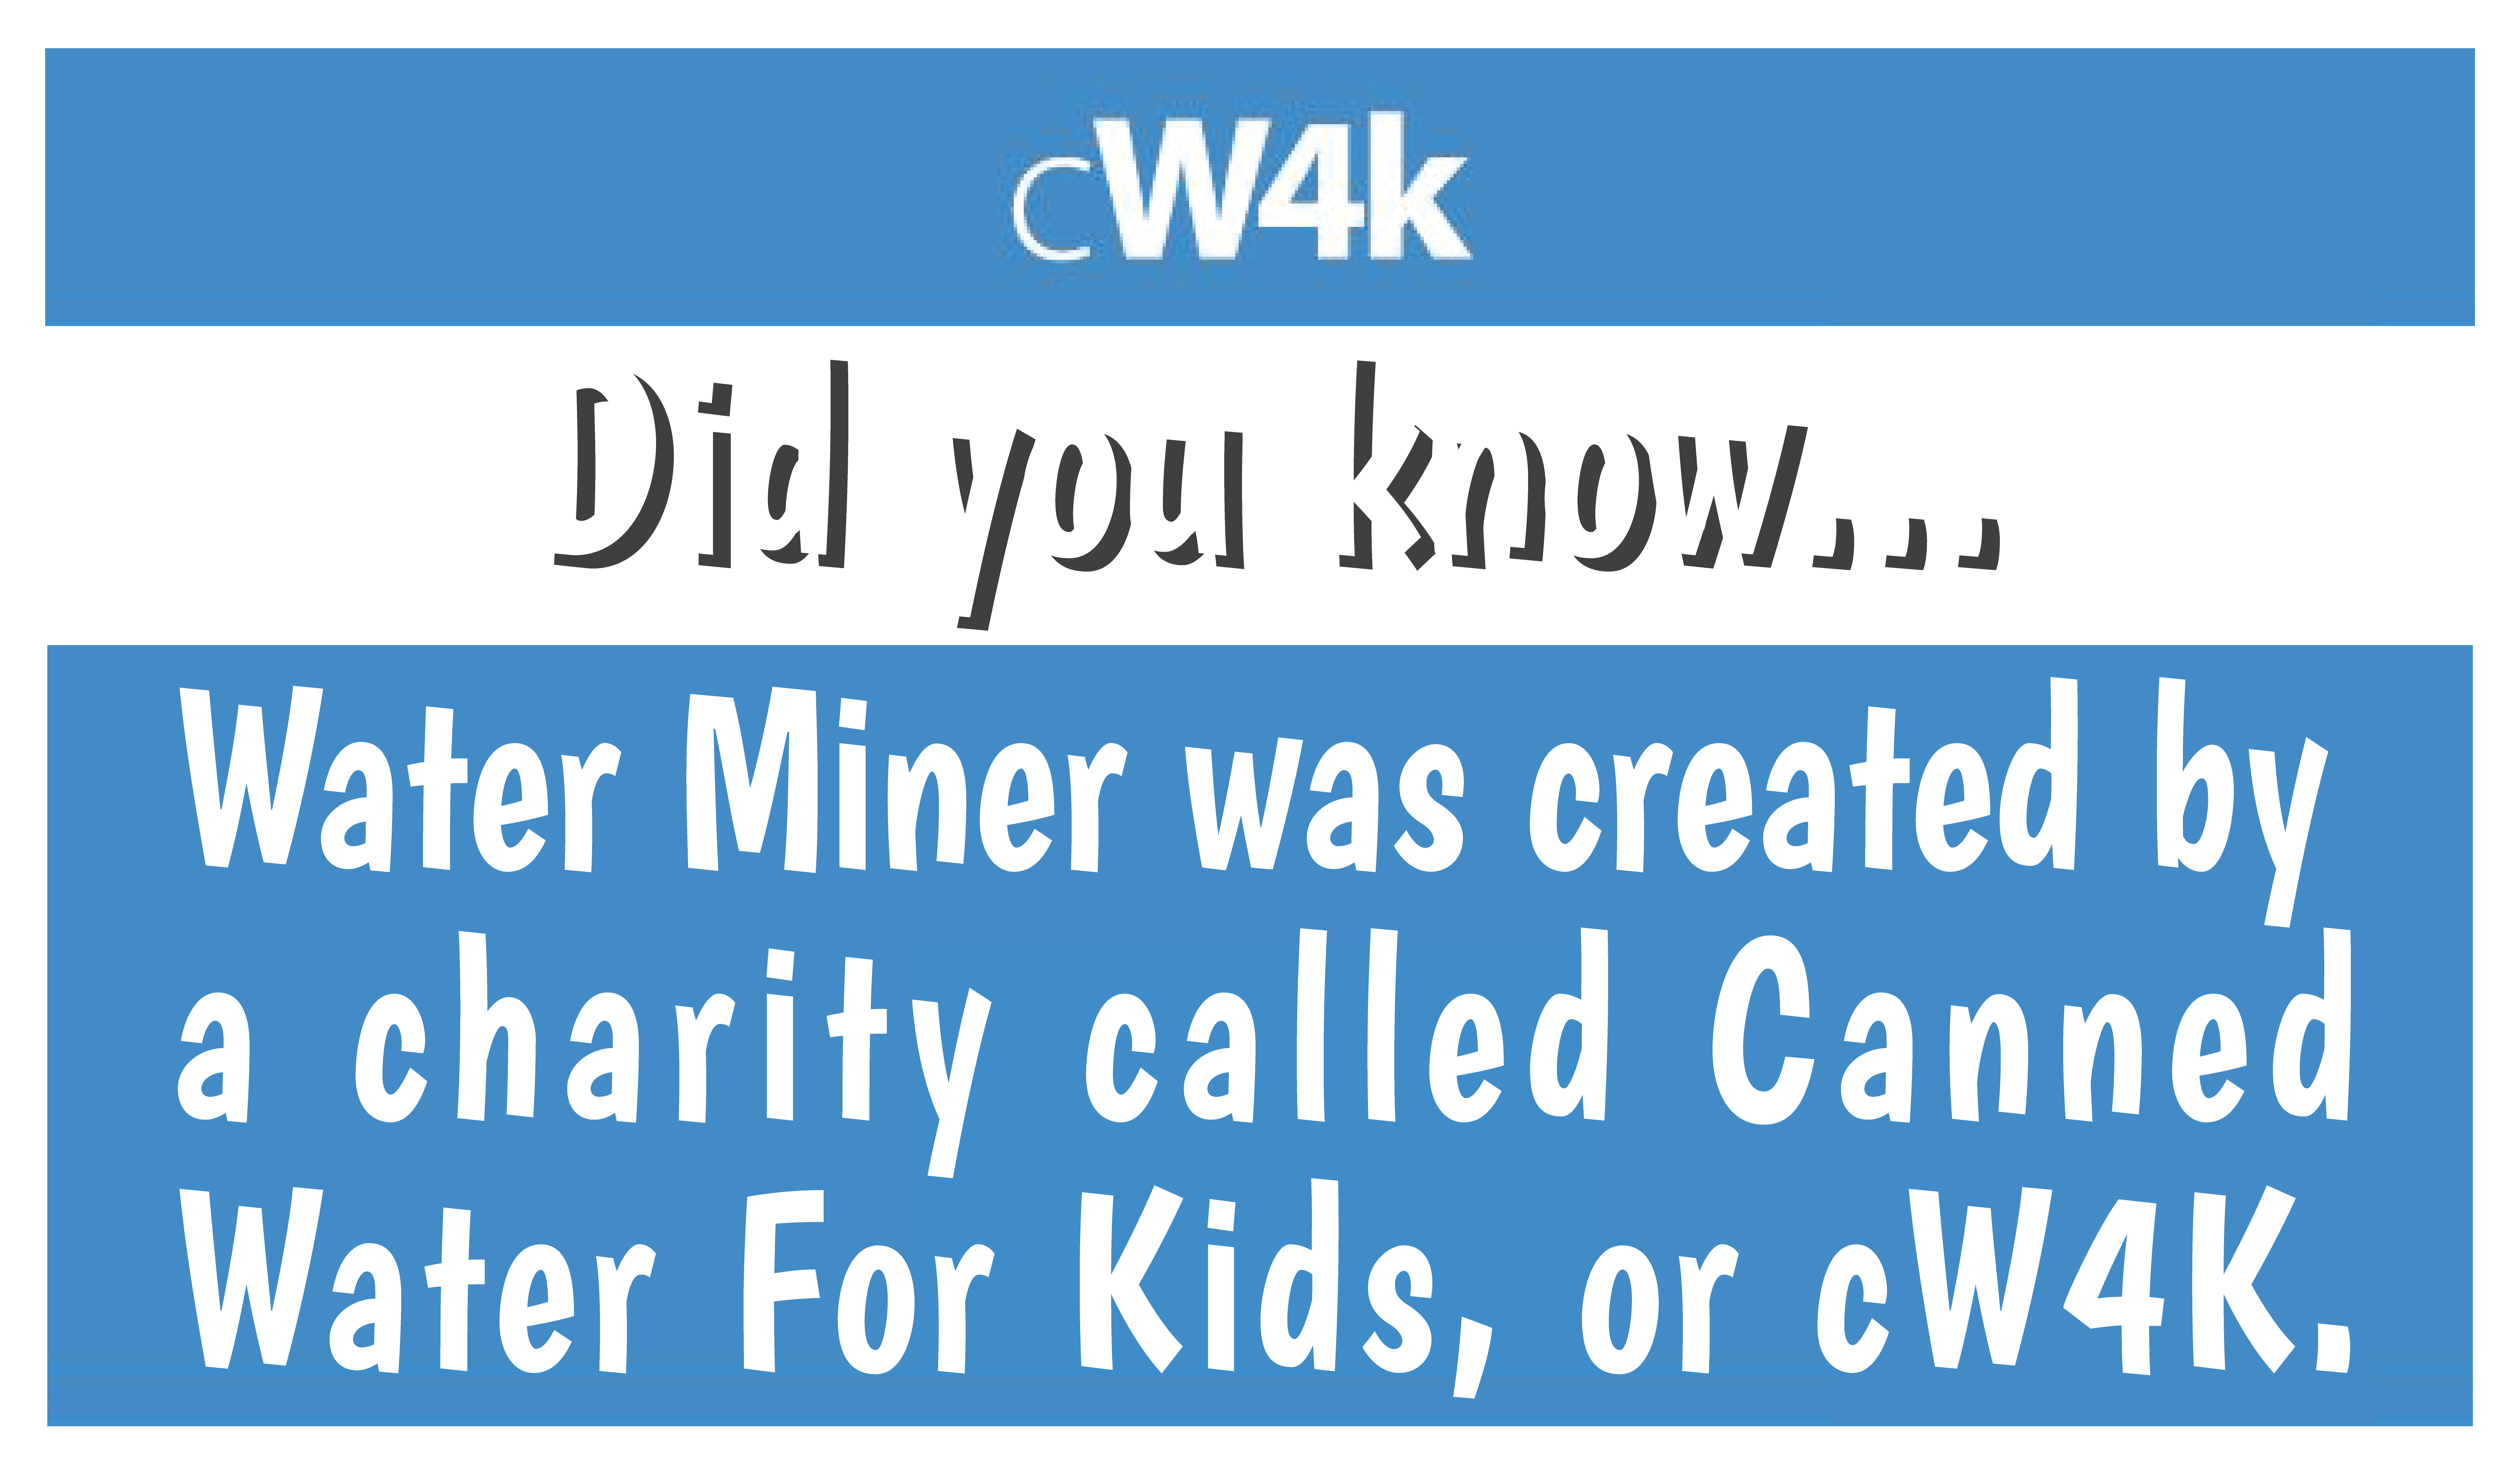 cW4k
Did you know...
Water Miner was created by
a charity called Canned
Water For Kids, or cW4K.